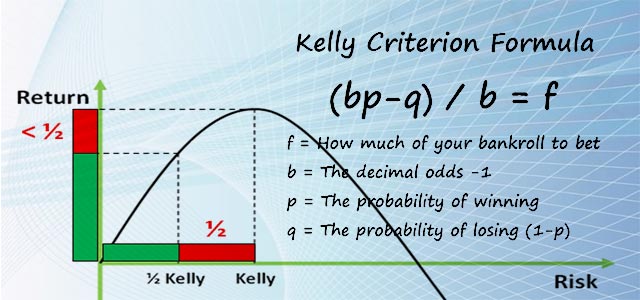 Kelly Criterion Formula
(bp-q) / b = f
f = How much of your bankroll to bet
b = The decimal odds -1
p = The probability of winning
q = The probability of losing (1-p)
Return
< ½
½
½ Kelly
Kelly
Risk